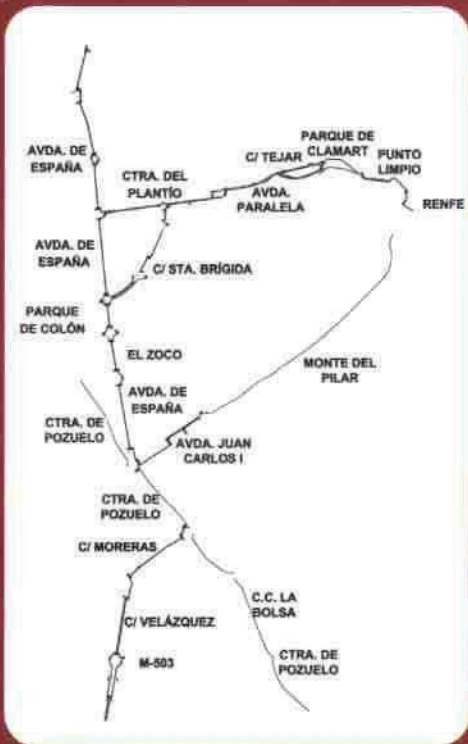 AVDA. DE
ESPAÑA
CTRA. DEL
PLANTÍO
C/ TEJAR
PARQUE DE
CLAMART
PUNTO
LIMPIO
AVDA.
PARALELA
RENFE
AVDA. DE
ESPAÑA
C/ STA. BRÍGIDA
PARQUE
DE COLÓN
EL ZOCO
MONTE DEL
PILAR
AVDA. DE
ESPAÑA
CTRA. DE
POZUELO
AVDA. JUAN
CARLOS I
CTRA. DE
POZUELO
C/ MORERAS
C.C. LA
BOLSA
C/ VELÁZQUEZ
CTRA. DE
POZUELO
M-503